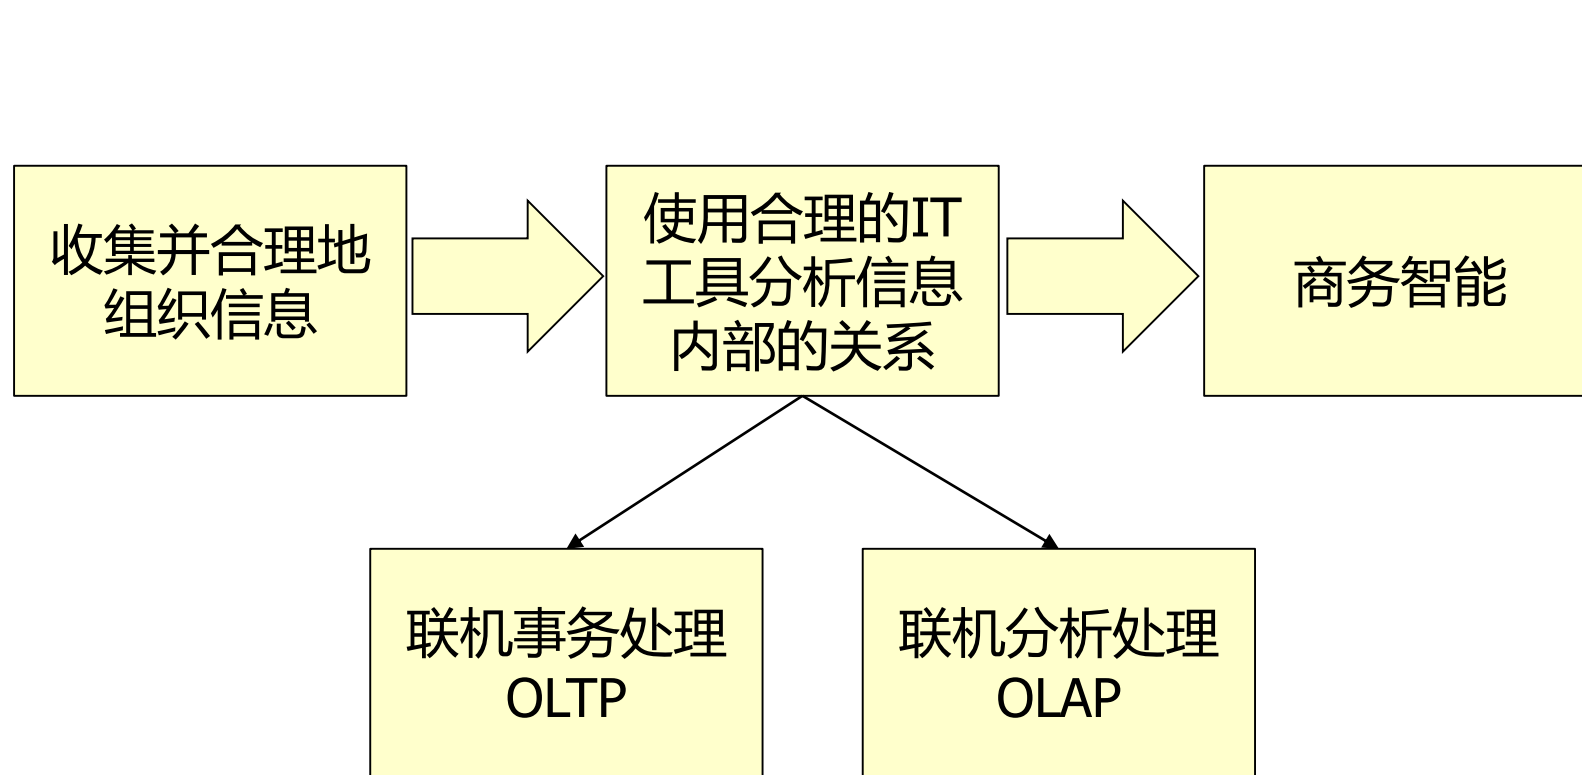 收集并合理地
组织信息
使用合理的IT
工具分析信息
内部的关系
商务智能
联机事务处理
OLTP
联机分析处理
OLAP